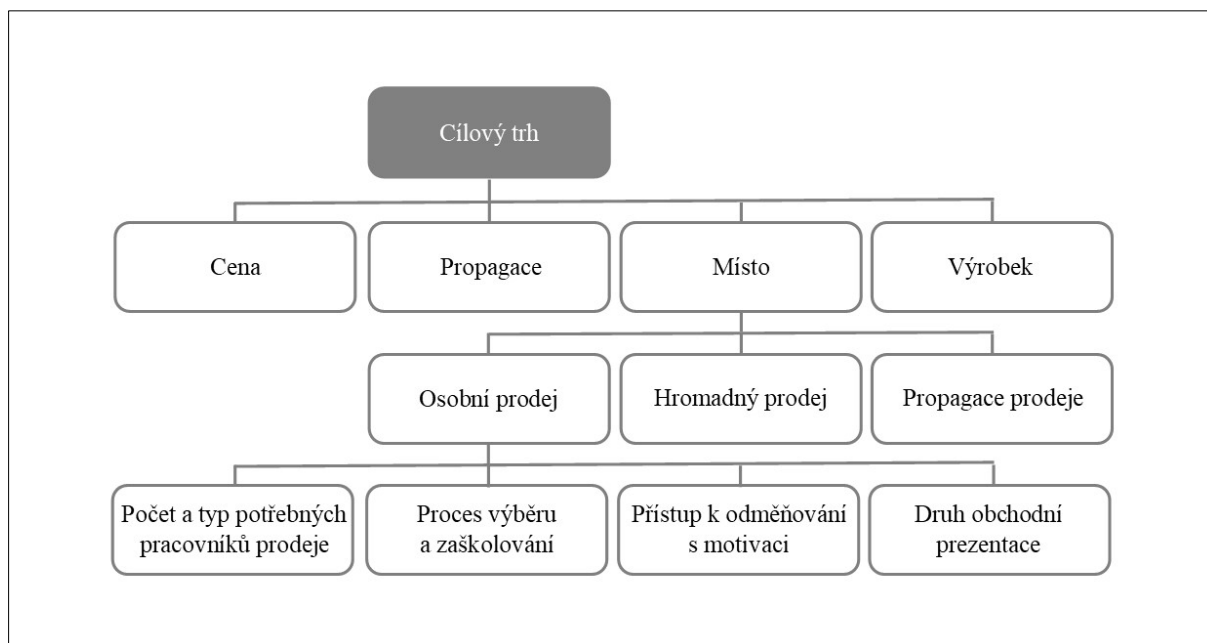 Cílový trh
Cena
Propagace
Místo
Výrobek
Osobní prodej
Hromadný prodej
Propagace prodeje
Počet a typ potřebných
pracovníků prodeje
Proces výběru
a zaškolování
Přístup k odměňování
s motivaci
Druh obchodní
prezentace